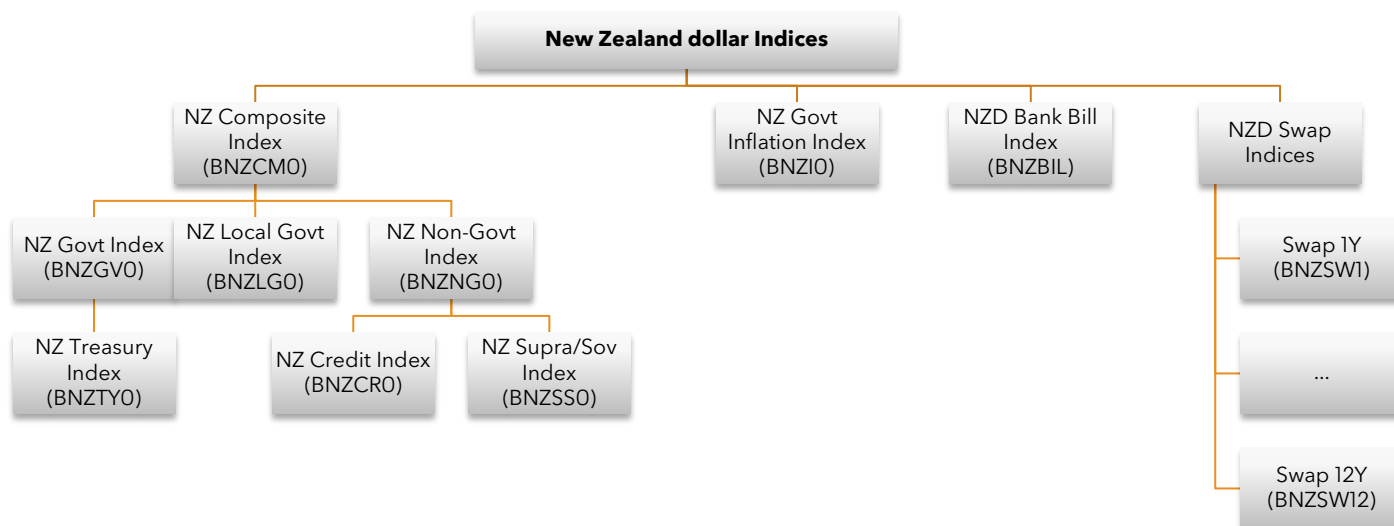 New Zealand dollar Indices
NZ Composite
Index
(BNZCM0)
NZ Govt
Inflation Index
(BNZI0)
NZD Bank Bill
Index
(BNZBIL)
NZD Swap
Indices
NZ Govt Index
(BNZGV0)
NZ Local Govt
Index
(BNZLG0)
NZ Non-Govt
Index
(BNZNG0)
Swap 1Y
(BNZSW1)
NZ Treasury
Index
(BNZTY0)
NZ Credit Index
(BNZCR0)
NZ Supra/Sov
Index
(BNZSS0)
...
Swap 12Y
(BNZSW12)